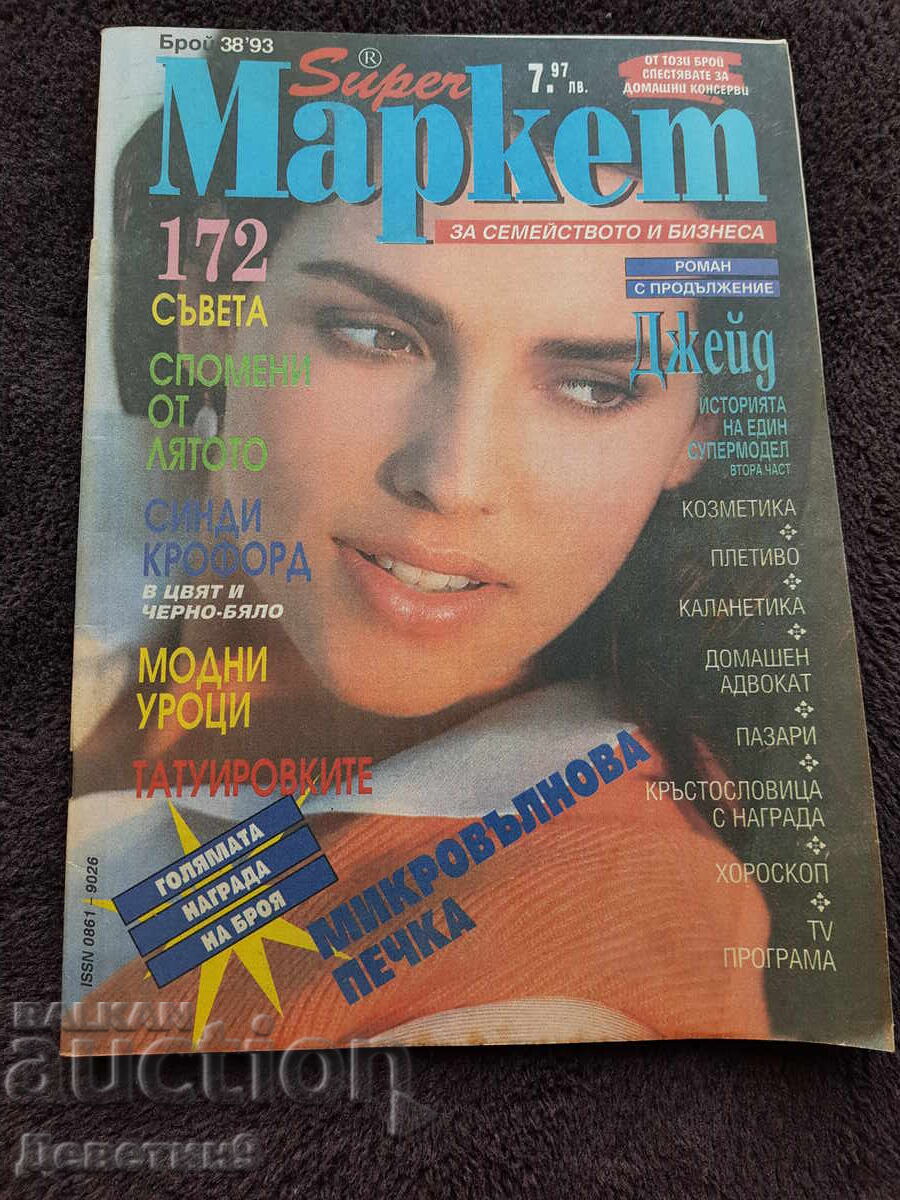 Брой 38'93
Super®
Маркет
7.97 лв.
ОТ ТОЗИ БРОЙ
СПЕСТЯВАТЕ ЗА
ДОМАШНИ КОНСЕРВИ
ЗА СЕМЕЙСТВОТО И БИЗНЕСА
172
СЪВЕТА
СПОМЕНИ
ОТ
ЛЯТОТО
СИНДИ
КРОФОРД
В ЦВЯТ И
ЧЕРНО-БЯЛО
МОДНИ
УРОЦИ
ТАТУИРОВКИТЕ
ГОЛЯМАТА
НАГРАДА
НА БРОЯ
МИКРОВЪЛНОВА
ПЕЧКА
РОМАН
С ПРОДЪЛЖЕНИЕ
Джейд
ИСТОРИЯТА
НА ЕДИН
СУПЕРМОДЕЛ
ВТОРА ЧАСТ
КОЗМЕТИКА
ПЛЕТИВО
КАЛАНЕТИКА
ДОМАШЕН
АДВОКАТ
ПАЗАРИ
КРЪСТОСЛОВИЦА
С НАГРАДА
ХОРОСКОП
TV
ПРОГРАМА
ISSN 0861 - 9026
BALKAN
auction
Деветки9